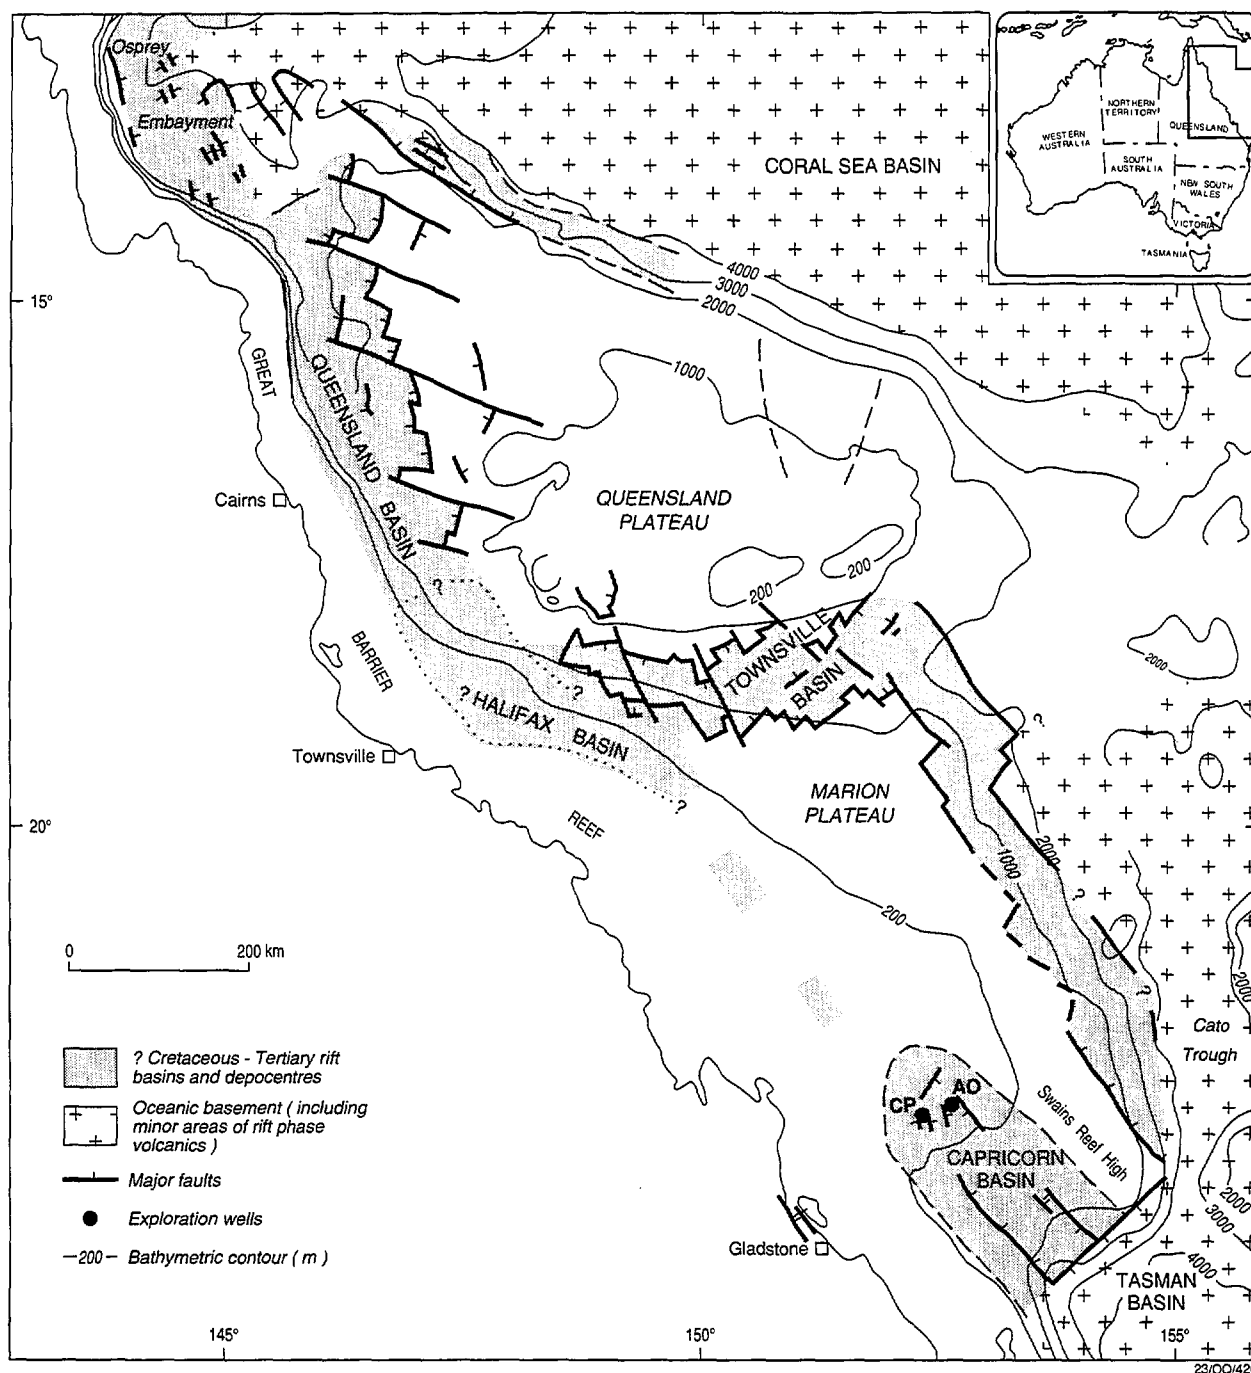 Osprey
Embayment
CORAL SEA BASIN
NORTHERN
TERRITORY
QUEENSLAND
WESTERN
AUSTRALIA
SOUTH
AUSTRALIA
NEW SOUTH
WALES
VICTORIA
TASMANIA
4000
3000
2000
15°
1000
GREAT
QUEENSLAND BASIN
Cairns
QUEENSLAND
PLATEAU
200
200
?
TOWNSVILLE
BASIN
BARRIER
2000
?
? HALIFAX BASIN
?
Townsville
MARION
PLATEAU
?
20°
REEF
1000
2000
?
200
0 200 km
?
2000
Cato
Trough
? Cretaceous - Tertiary rift
basins and depocentres
Oceanic basement ( including
minor areas of rift phase
volcanics )
Major faults
Exploration wells
200 Bathymetric contour ( m )
CP
AO
Swains Reef High
CAPRICORN
BASIN
2000
3000
4000
Gladstone
TASMAN
BASIN
145°
150°
155°
23/OQ/42